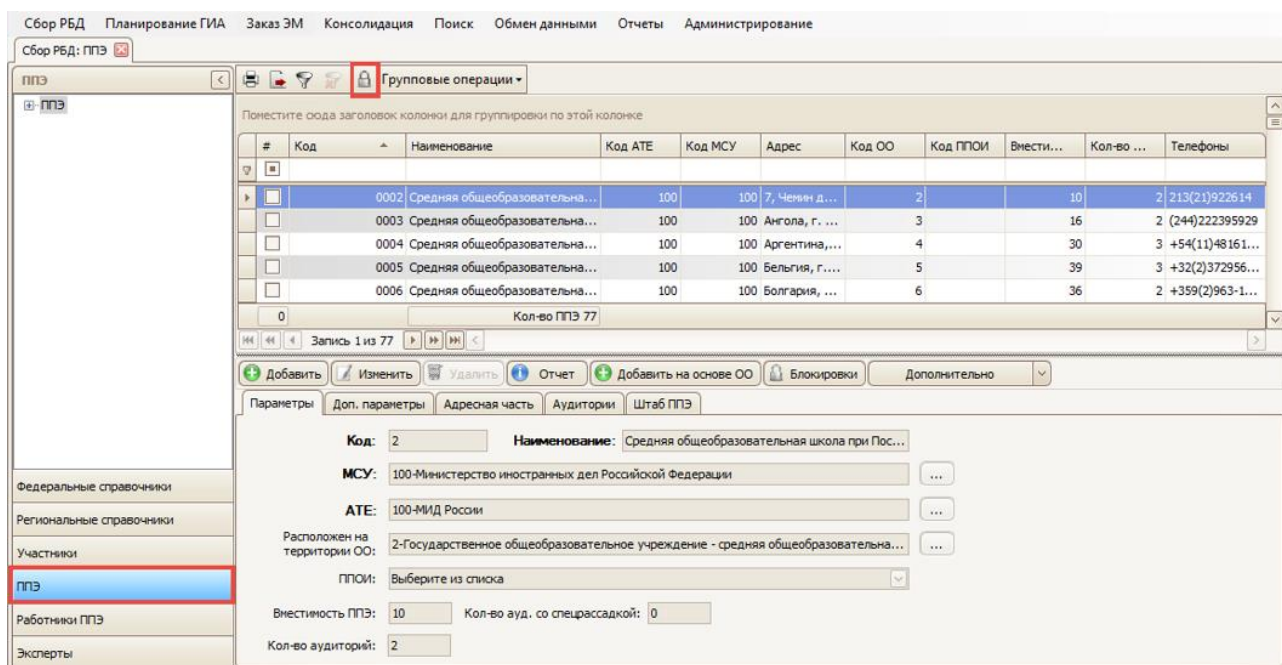 Сбор РБД Планирование ГИА Заказ ЭМ Консолидация Поиск Обмен данными Отчеты Администрирование
Сбор РБД: ППЭ
ППЭ
Групповые операции
ППЭ
Поместите сюда заголовок колонки для группировки по этой колонке
# Код Наименование Код АТЕ Код МСУ Адрес Код ОО Код ППОИ Вмести... Кол-во ... Телефоны
0002 Средняя общеобразовательна... 100 100 7, Чемин д... 2 10 2 213(21)922614
0003 Средняя общеобразовательна... 100 100 Ангола, г. ... 3 16 2 (244)222395929
0004 Средняя общеобразовательна... 100 100 Аргентина,... 4 30 3 +54(11)48161...
0005 Средняя общеобразовательна... 100 100 Бельгия, г.... 5 39 3 +32(2)372956...
0006 Средняя общеобразовательна... 100 100 Болгария, ... 6 36 2 +359(2)963-1...
0 Кол-во ППЭ 77
Запись 1 из 77
Добавить Изменить Удалить Отчет Добавить на основе ОО Блокировки Дополнительно
Параметры Доп. параметры Адресная часть Аудитории Штаб ППЭ
Код: 2 Наименование: Средняя общеобразовательная школа при Пос...
МСУ: 100-Министерство иностранных дел Российской Федерации ...
АТЕ: 100-МИД России ...
Расположен на
территории ОО: 2-Государственное общеобразовательное учреждение - средняя общеобразовательна... ...
ППОИ: Выберите из списка
Вместимость ППЭ: 10 Кол-во ауд. со спецрассадкой: 0
Кол-во аудиторий: 2
Федеральные справочники
Региональные справочники
Участники
ППЭ
Работники ППЭ
Эксперты